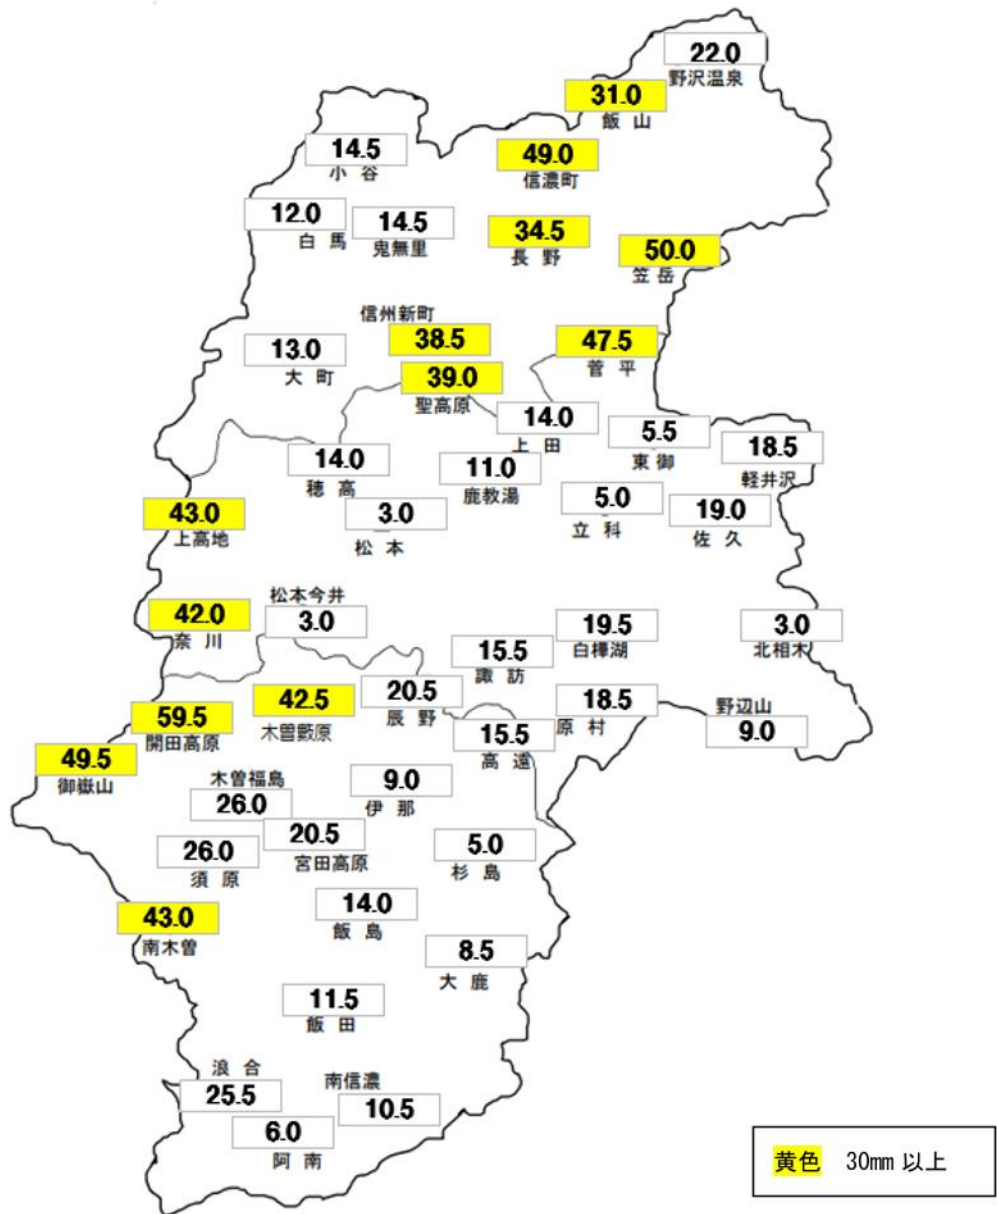 22.0
野沢温泉
31.0
飯山
14.5
小谷
49.0
信濃町
12.0
白馬
14.5
鬼無里
34.5
長野
50.0
笠岳
信州新町
38.5
13.0
大町
47.5
菅平
39.0
聖高原
14.0
上田
5.5
東御
18.5
軽井沢
14.0
穂高
11.0
鹿教湯
43.0
上高地
3.0
松本
5.0
立科
19.0
佐久
42.0
奈川
松本今井
3.0
19.5
白樺湖
3.0
北相木
15.5
諏訪
20.5
辰野
42.5
木曽藪原
59.5
開田高原
18.5
原村
野辺山
9.0
15.5
高遠
49.5
御嶽山
木曽福島
26.0
9.0
伊那
20.5
宮田高原
26.0
須原
5.0
杉島
43.0
南木曽
14.0
飯島
8.5
大鹿
11.5
飯田
浪合
25.5
南信濃
10.5
6.0
阿南
黄色 30mm 以上